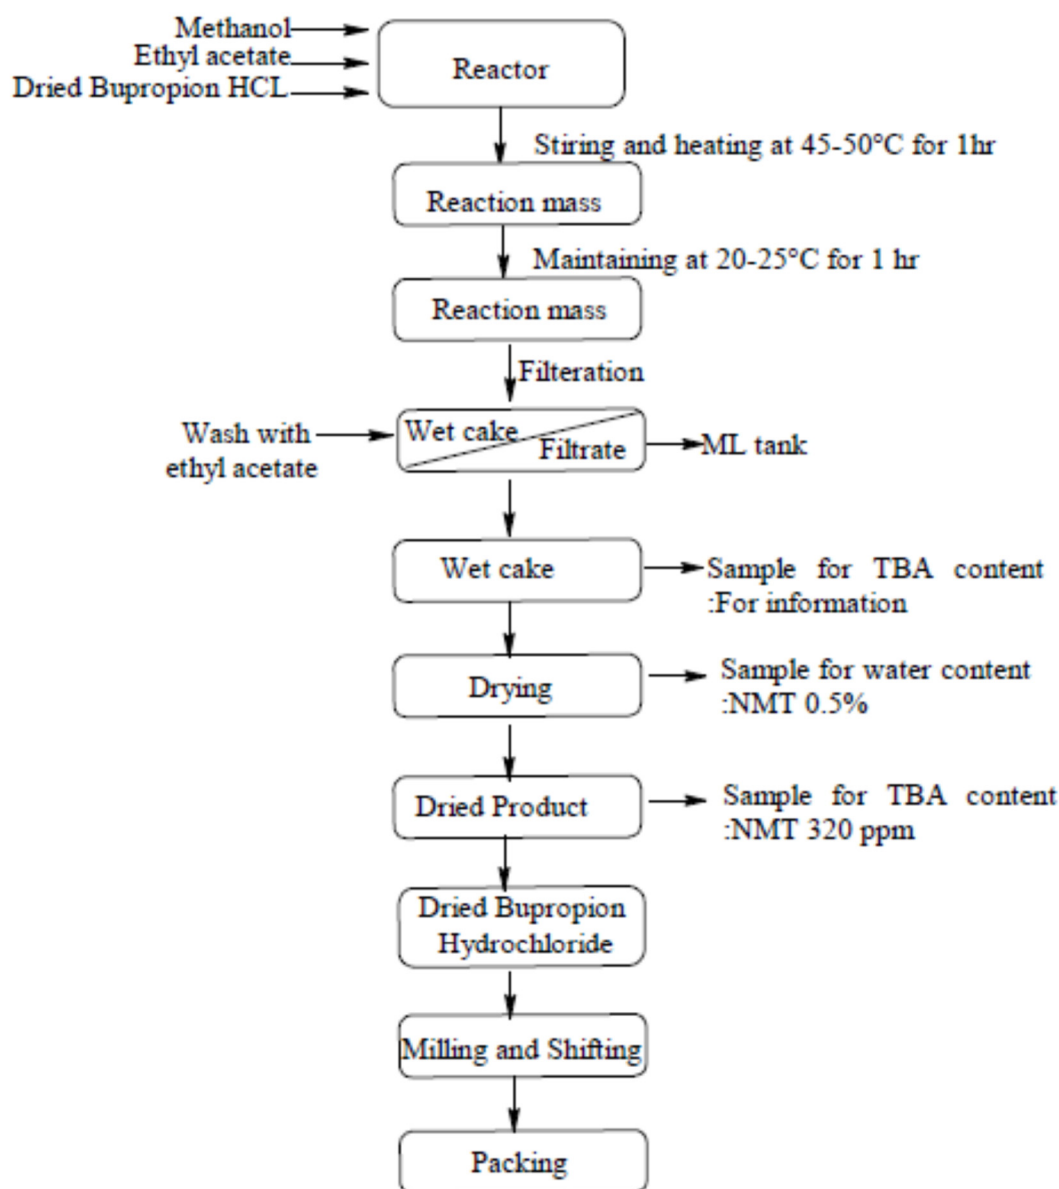 Methanol
Ethyl acetate
Dried Bupropion HCL
Reactor
Stiring and heating at 45-50°C for 1hr
Reaction mass
Maintaining at 20-25°C for 1 hr
Reaction mass
Filteration
Wash with
ethyl acetate
Wet cake
Filtrate
ML tank
Wet cake
Sample for TBA content
:For information
Drying
Sample for water content
:NMT 0.5%
Dried Product
Sample for TBA content
:NMT 320 ppm
Dried Bupropion
Hydrochloride
Milling and Shifting
Packing